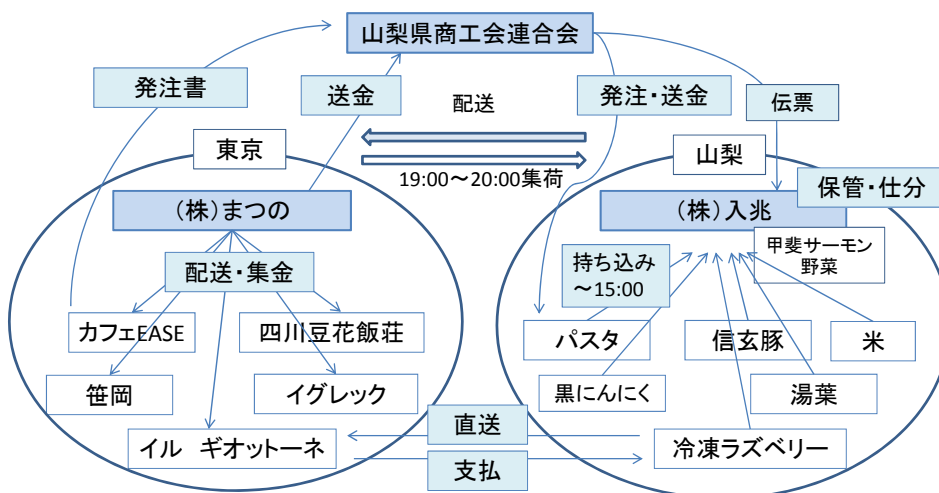 山梨県商工会連合会
発注書
送金
発注・送金
伝票
配送
19:00～20:00集荷
東京
山梨
(株)まつの
(株)入兆
保管・仕分
甲斐サーモン
野菜
配送・集金
持ち込み
～15:00
カフェEASE
四川豆花飯荘
パスタ
信玄豚
米
笹岡
イグレック
黒にんにく
湯葉
イル　ギオットーネ
冷凍ラズベリー
直送
支払